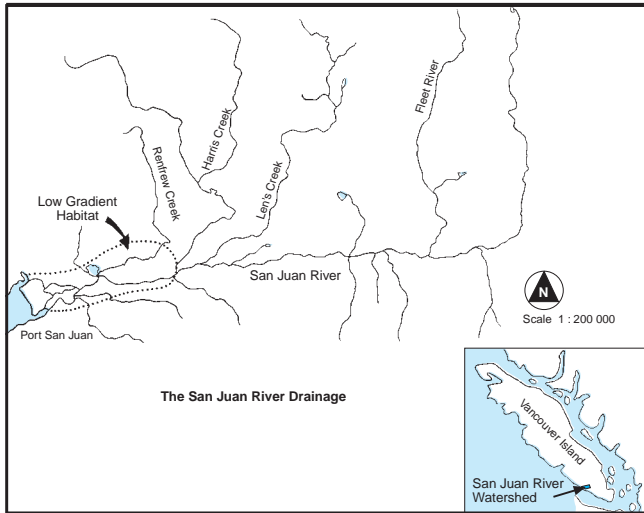 Fleet River
Harris Creek
Renfrew Creek
Len's Creek
Low Gradient
Habitat
San Juan River
N
Scale 1 : 200 000
Port San Juan
The San Juan River Drainage
Vancouver Island
San Juan River
Watershed